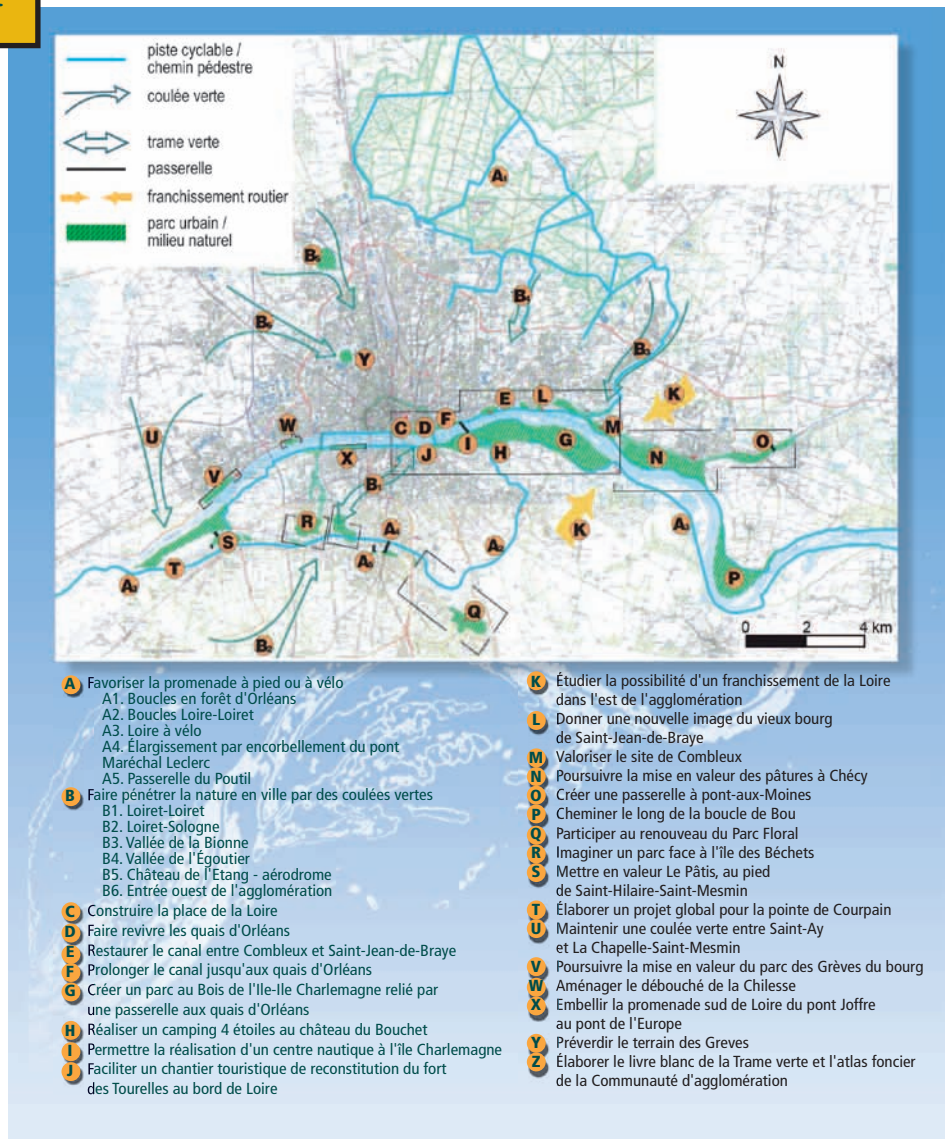 piste cyclable /
chemin pédestre
coulée verte
trame verte
passerelle
franchissement routier
parc urbain /
milieu naturel
N
A1
B5
B4
B6
Y
B3
K
E
L
U
W
C
D
F
M
O
I
G
N
X
J
H
V
B1
R
A4
K
A3
S
A2
A5
T
A3
P
Q
B2
0 2 4 km
A Favoriser la promenade à pied ou à vélo
A1. Boucles en forêt d'Orléans
A2. Boucles Loire-Loiret
A3. Loire à vélo
A4. Élargissement par encorbellement du pont
Maréchal Leclerc
A5. Passerelle du Poutil
B Faire pénétrer la nature en ville par des coulées vertes
B1. Loiret-Loiret
B2. Loiret-Sologne
B3. Vallée de la Bionne
B4. Vallée de l'Égoutier
B5. Château de l'Etang - aérodrome
B6. Entrée ouest de l'agglomération
C Construire la place de la Loire
D Faire revivre les quais d'Orléans
E Restaurer le canal entre Combleux et Saint-Jean-de-Braye
F Prolonger le canal jusqu'aux quais d'Orléans
G Créer un parc au Bois de l'Ile-Ile Charlemagne relié par
une passerelle aux quais d'Orléans
H Réaliser un camping 4 étoiles au château du Bouchet
I Permettre la réalisation d'un centre nautique à l'île Charlemagne
J Faciliter un chantier touristique de reconstitution du fort
des Tourelles au bord de Loire
K Étudier la possibilité d'un franchissement de la Loire
dans l'est de l'agglomération
L Donner une nouvelle image du vieux bourg
de Saint-Jean-de-Braye
M Valoriser le site de Combleux
N Poursuivre la mise en valeur des pâtures à Chécy
O Créer une passerelle à pont-aux-Moines
P Cheminer le long de la boucle de Bou
Q Participer au renouveau du Parc Floral
R Imaginer un parc face à l'île des Béchets
S Mettre en valeur Le Pâtis, au pied
de Saint-Hilaire-Saint-Mesmin
T Élaborer un projet global pour la pointe de Courpain
U Maintenir une coulée verte entre Saint-Ay
et La Chapelle-Saint-Mesmin
V Poursuivre la mise en valeur du parc des Grèves du bourg
W Aménager le débouché de la Chilesse
X Embellir la promenade sud de Loire du pont Joffre
au pont de l'Europe
Y Préverdir le terrain des Greves
Z Élaborer le livre blanc de la Trame verte et l'atlas foncier
de la Communauté d'agglomération